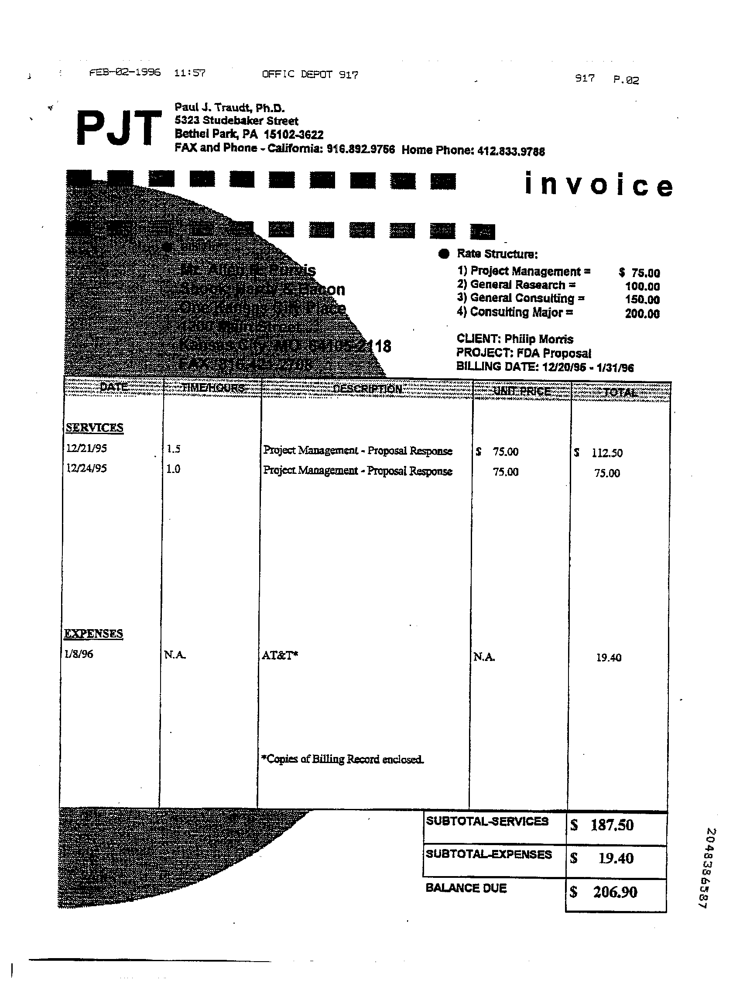 FEB-02-1996 11:57 OFFIC DEPOT 917 917 P.02
PJT
Paul J. Traudt, Ph.D.
5323 Studebaker Street
Bethel Park, PA 15102-3622
FAX and Phone - California: 916.892.9756 Home Phone: 412.833.9788
invoice
Mr. Allen R. Purvis
Shook, Hardy & Bacon
One Kansas City Place
1200 Main Street
Kansas City, MO 64105-2118
FAX
Rate Structure:
1) Project Management = $ 75.00
2) General Research = 100.00
3) General Consulting = 150.00
4) Consulting Major = 200.00
CLIENT: Philip Morris
PROJECT: FDA Proposal
BILLING DATE: 12/20/95 - 1/31/96
DATE TIME/HOURS DESCRIPTION UNIT PRICE TOTAL
SERVICES
12/21/95 1.5 Project Management - Proposal Response $ 75.00 $ 112.50
12/24/95 1.0 Project Management - Proposal Response 75.00 75.00
EXPENSES
1/8/96 N.A. AT&T* N.A. 19.40
*Copies of Billing Record enclosed.
SUBTOTAL-SERVICES $ 187.50
SUBTOTAL-EXPENSES $ 19.40
BALANCE DUE $ 206.90
2048386587